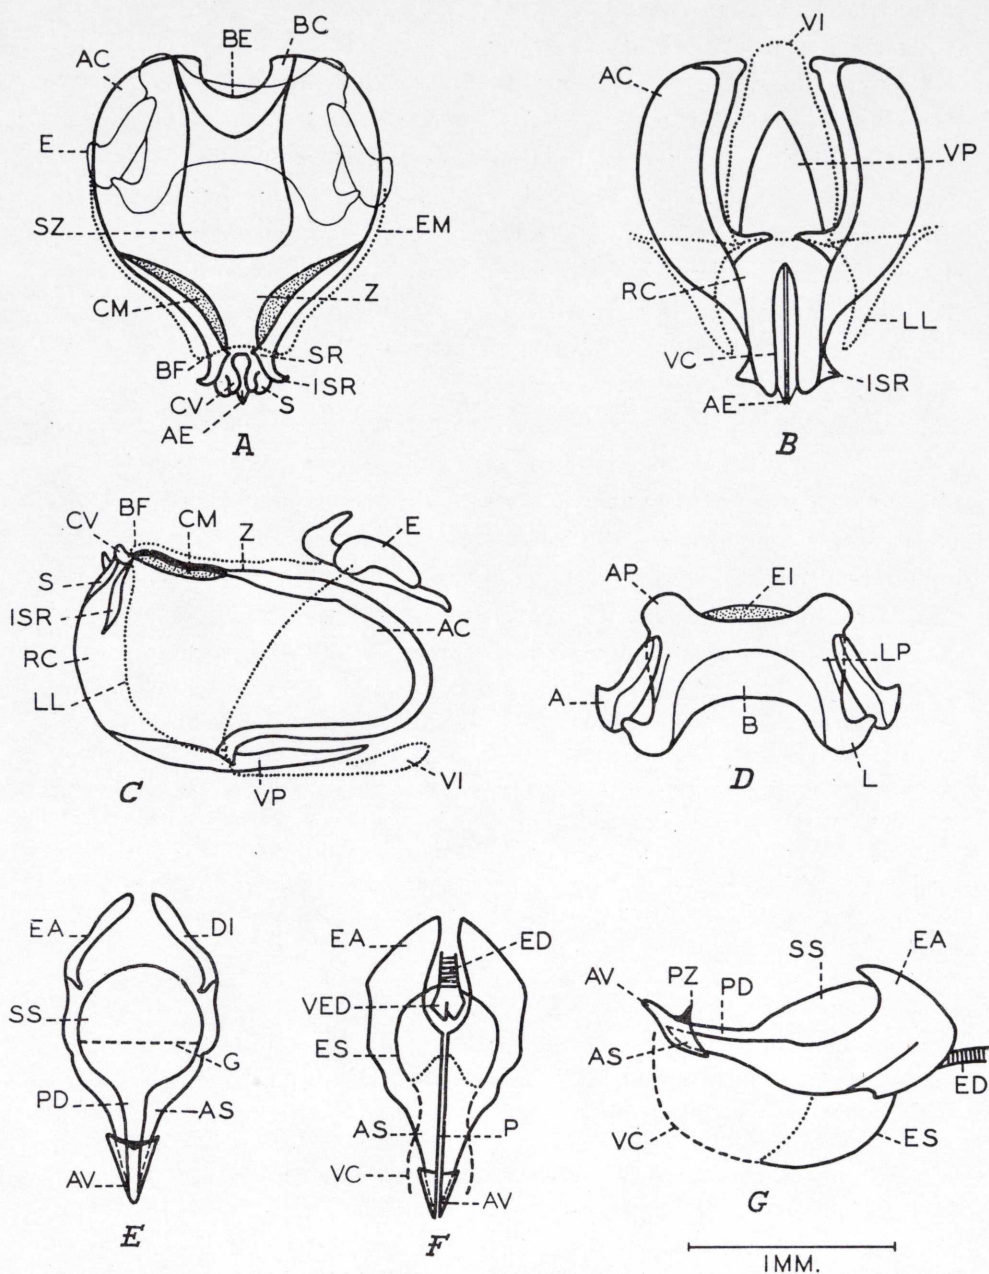 BE
BC
AC
E
SZ
EM
CM
Z
BF
SR
ISR
CV
S
AE
A
VI
AC
VP
RC
LL
VC
ISR
AE
B
CV
BF
CM
Z
E
S
ISR
RC
LL
AC
VP
VI
C
AP
EI
LP
A
B
L
D
EA
DI
SS
G
PD
AS
AV
E
EA
ED
VED
ES
AS
P
VC
AV
F
SS
EA
AV
PZ
PD
AS
ED
VC
ES
G
1MM.